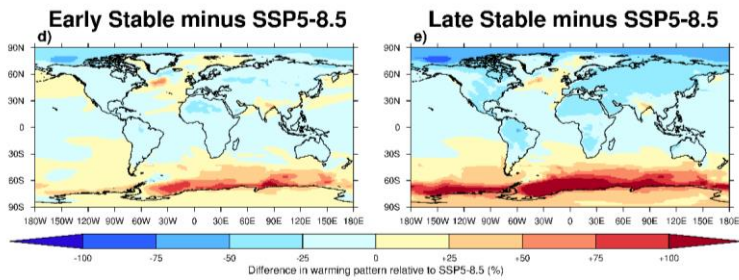 Early Stable minus SSP5-8.5 Late Stable minus SSP5-8.5
d) e)
90N 90N
60N 60N
30N 30N
0 0
30S 30S
60S 60S
90S 90S
180W 150W 120W 90W 60W 30W 0 30E 60E 90E 120E 150E 180E 180W 150W 120W 90W 60W 30W 0 30E 60E 90E 120E 150E 180E
-100 -75 -50 -25 0 +25 +50 +75 +100
Difference in warming pattern relative to SSP5-8.5 (%)